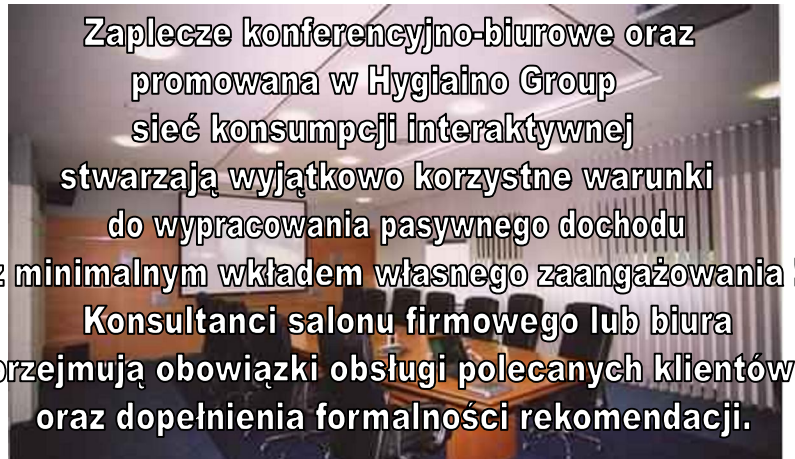 Zaplecze konferencyjno-biurowe oraz
promowana w Hygiaino Group
sieć konsumpcji interaktywnej
stwarzają wyjątkowo korzystne warunki
do wypracowania pasywnego dochodu
z minimalnym wkładem własnego zaangażowania !
Konsultanci salonu firmowego lub biura
przejmują obowiązki obsługi polecanych klientów
oraz dopełnienia formalności rekomendacji.